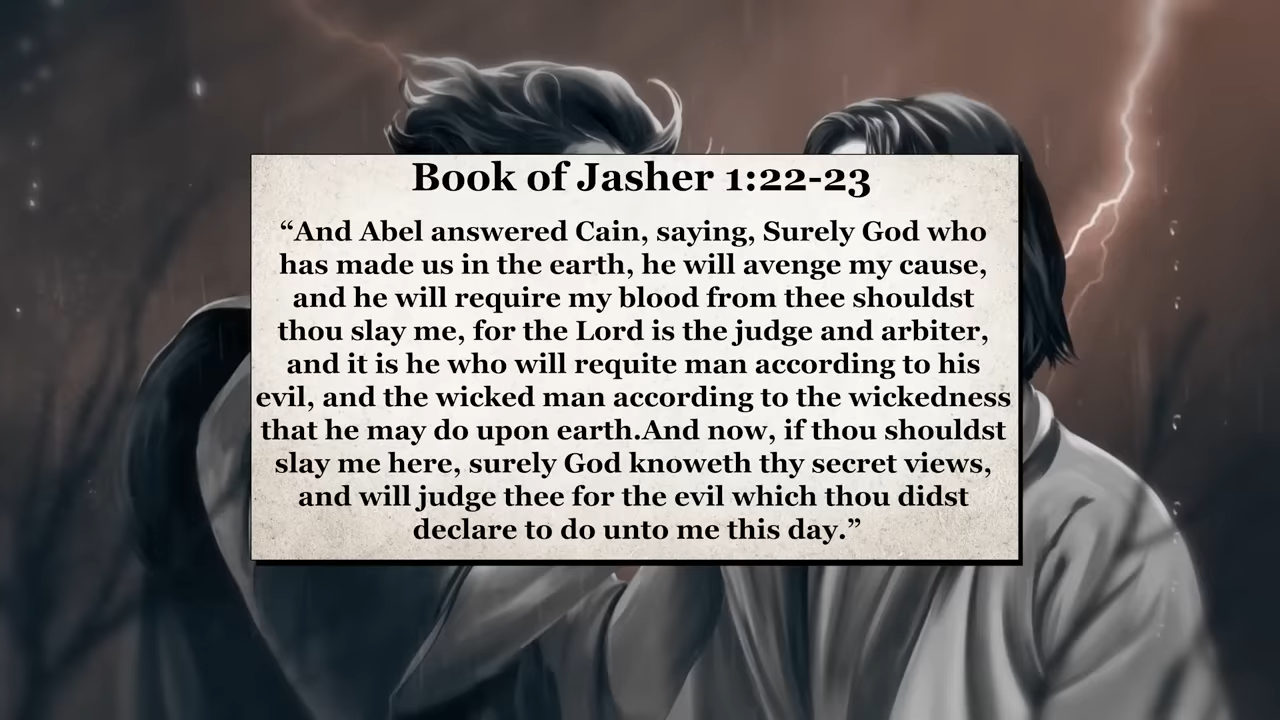 Book of Jasher 1:22-23
“And Abel answered Cain, saying, Surely God who
has made us in the earth, he will avenge my cause,
and he will require my blood from thee shouldst
thou slay me, for the Lord is the judge and arbiter,
and it is he who will requite man according to his
evil, and the wicked man according to the wickedness
that he may do upon earth.And now, if thou shouldst
slay me here, surely God knoweth thy secret views,
and will judge thee for the evil which thou didst
declare to do unto me this day.”